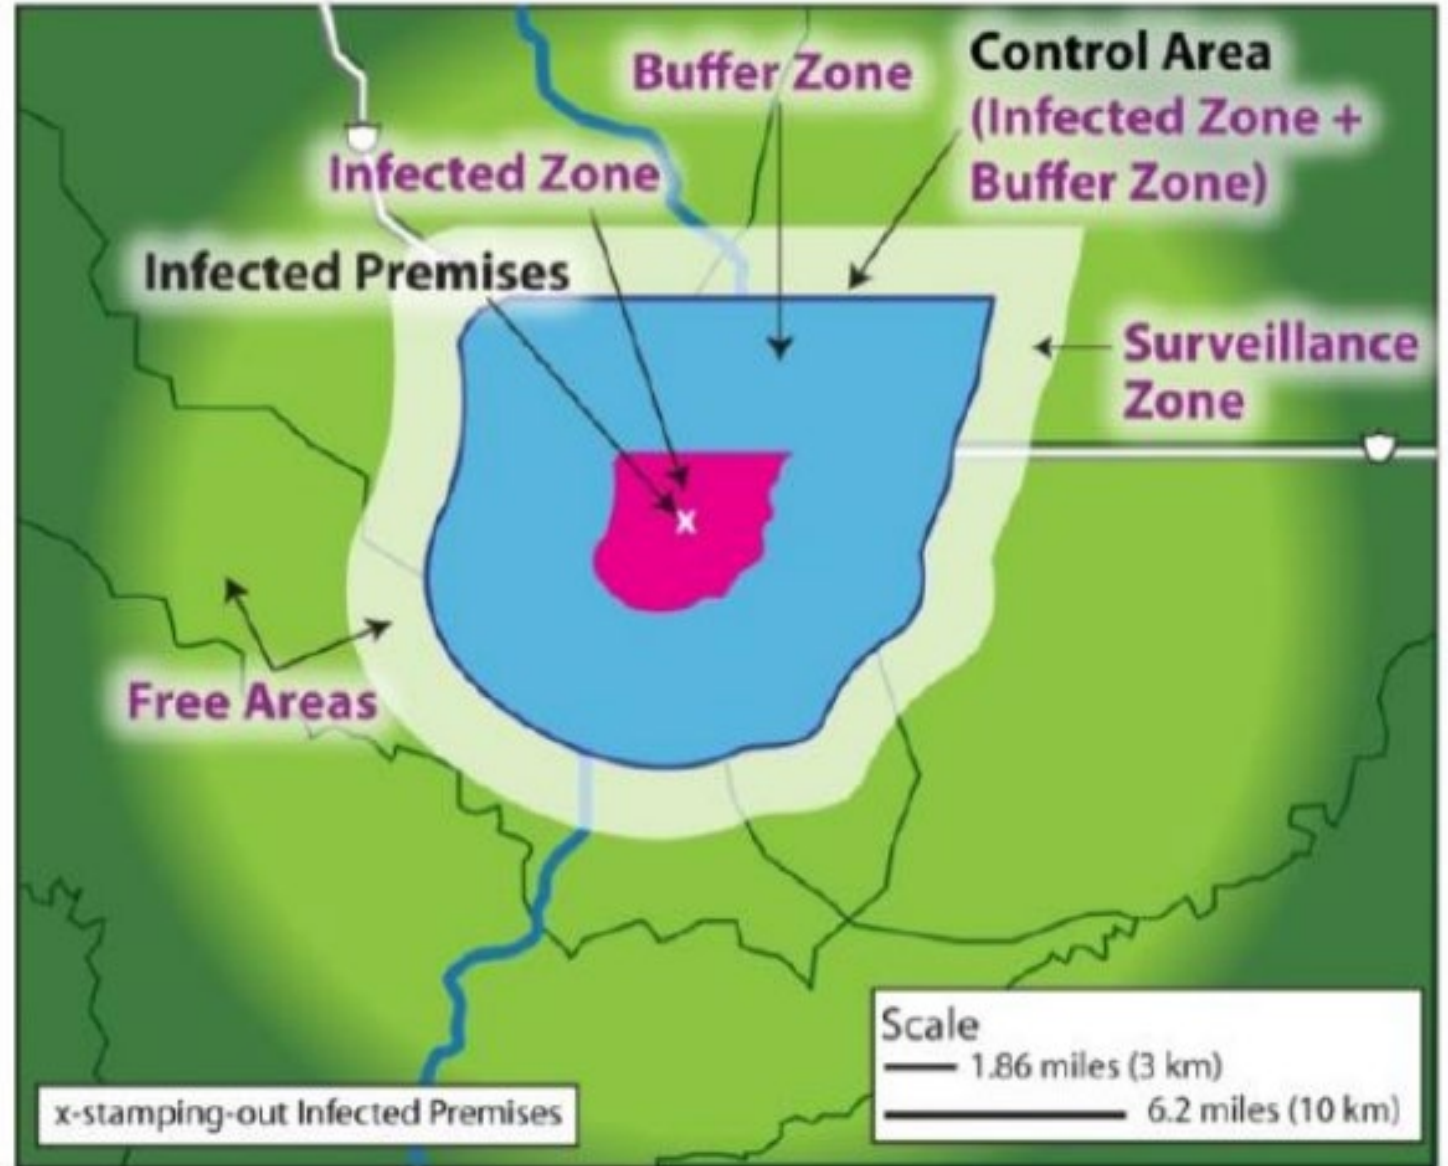 Buffer Zone
Control Area
(Infected Zone +
Buffer Zone)
Infected Zone
Infected Premises
Surveillance
Zone
x
Free Areas
Scale
1.86 miles (3 km)
6.2 miles (10 km)
x-stamping-out Infected Premises